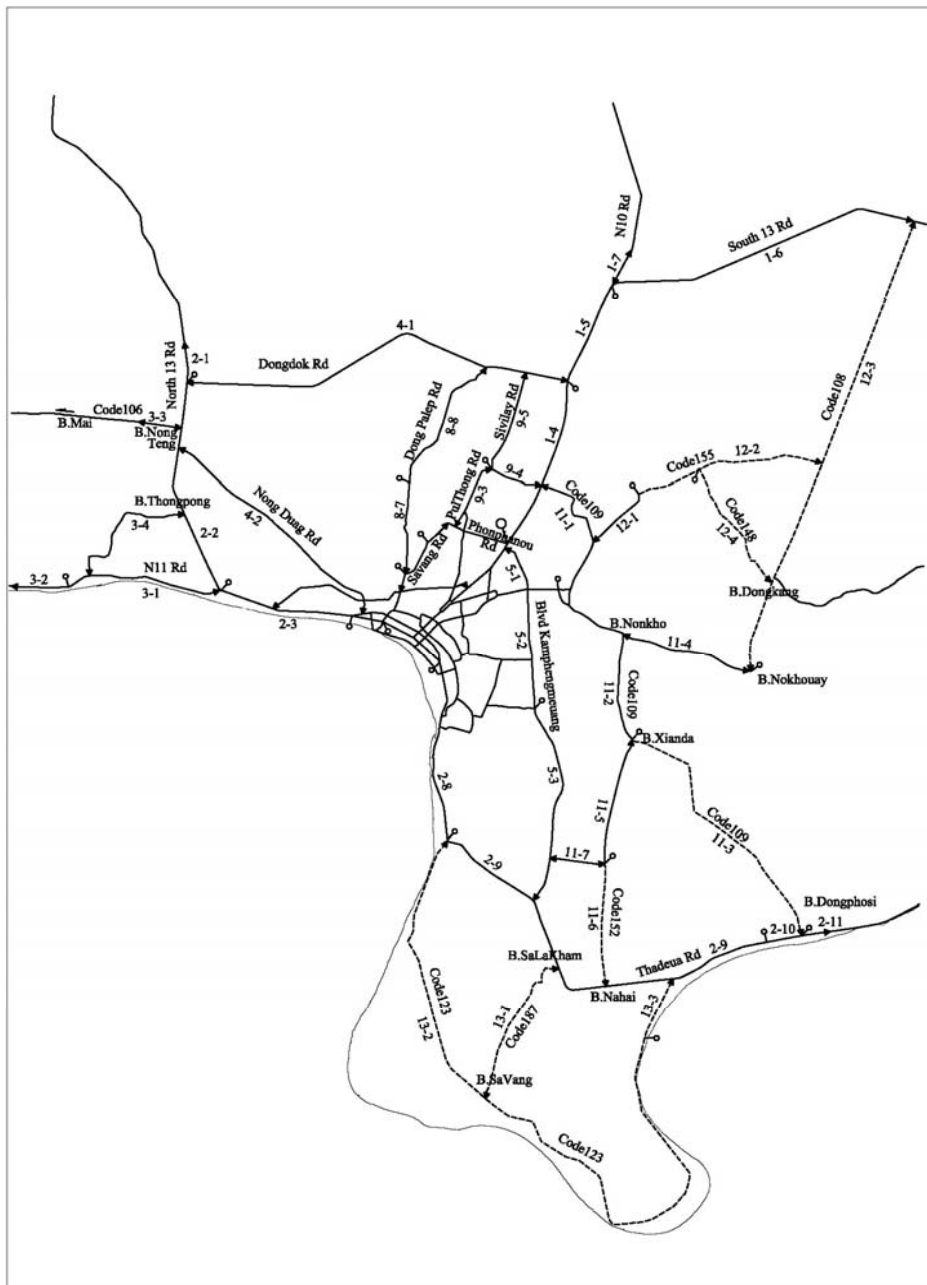 N10 Rd
South 13 Rd
1-6
1-7
1-5
4-1
Dongdok Rd
North 13 Rd
2-1
Code106
3-3
B.Mai
B.Nong
Teng
Dong Palep Rd
8-8
Sivilay Rd
9-5
1-4
Code108
12-3
Code155
12-2
Code148
12-4
Code109
11-1
12-1
9-4
9-3
8-7
Savang Rd
Phonphanou
Rd
Nong Duag Rd
4-2
B.Thongpong
3-4
2-2
N11 Rd
3-2
3-1
2-3
5-1
5-2
Blvd Kamphengmeuang
B.Dongkang
B.Nonkho
11-4
B.Nokhouay
11-2
Code109
B.Xianda
2-8
5-3
11-5
Code109
11-3
11-7
2-9
Code152
11-6
B.Dongphosi
2-10
2-11
2-9
Thadeua Rd
B.SaLaKham
B.Nahai
13-3
Code123
13-2
13-1
Code187
B.SaVang
Code123